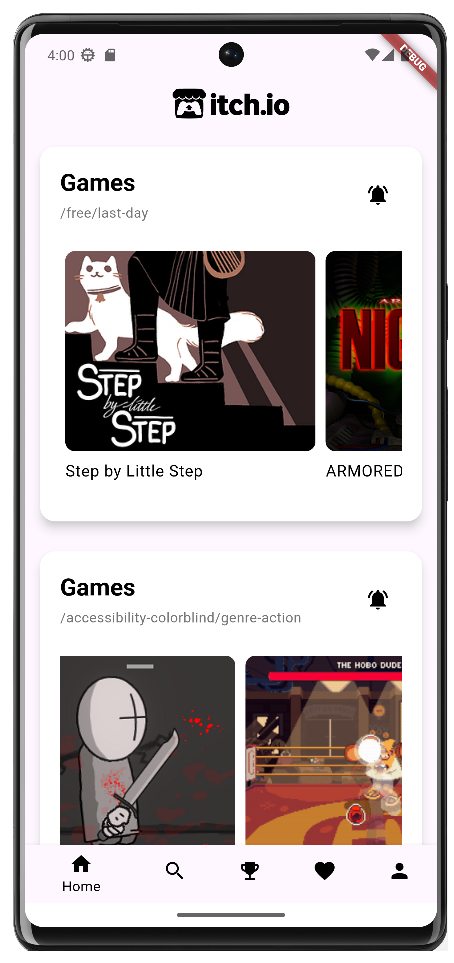 4:00
DEBUG
itch.io
Games
/free/last-day
STEP
by little
STEP
NIG
Step by Little Step
ARMORED
Games
/accessibility-colorblind/genre-action
THE HOBO DUDE
Home